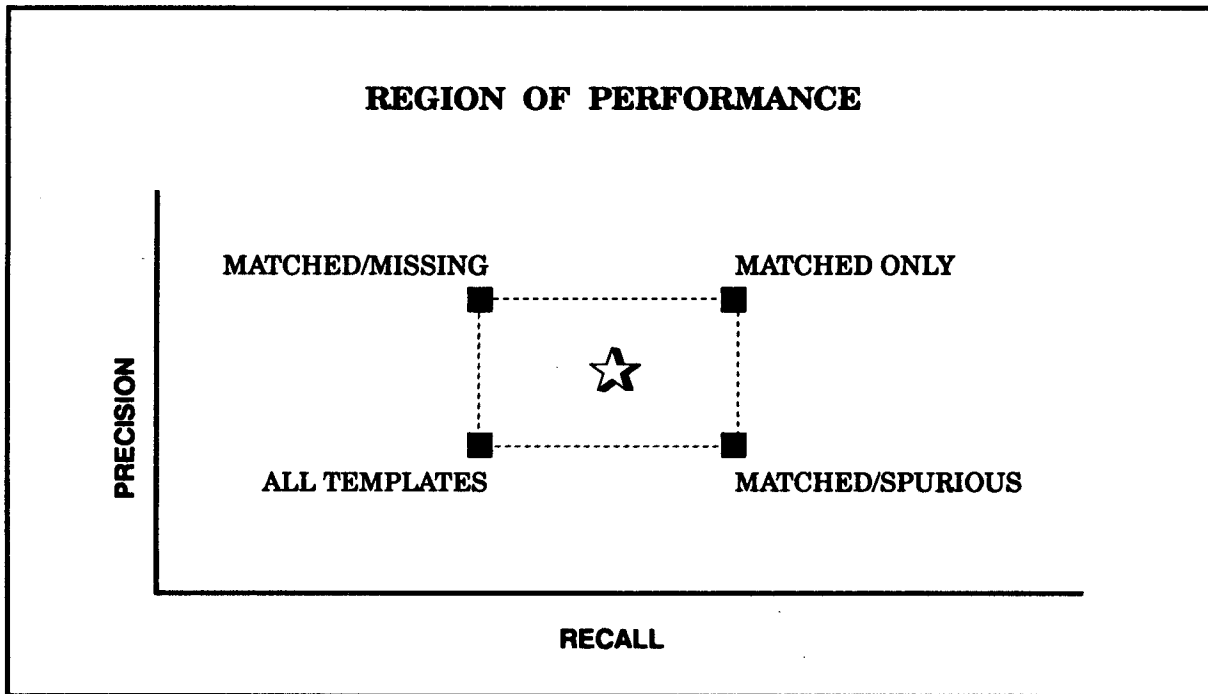 REGION OF PERFORMANCE
MATCHED/MISSING
MATCHED ONLY
PRECISION
ALL TEMPLATES
MATCHED/SPURIOUS
RECALL